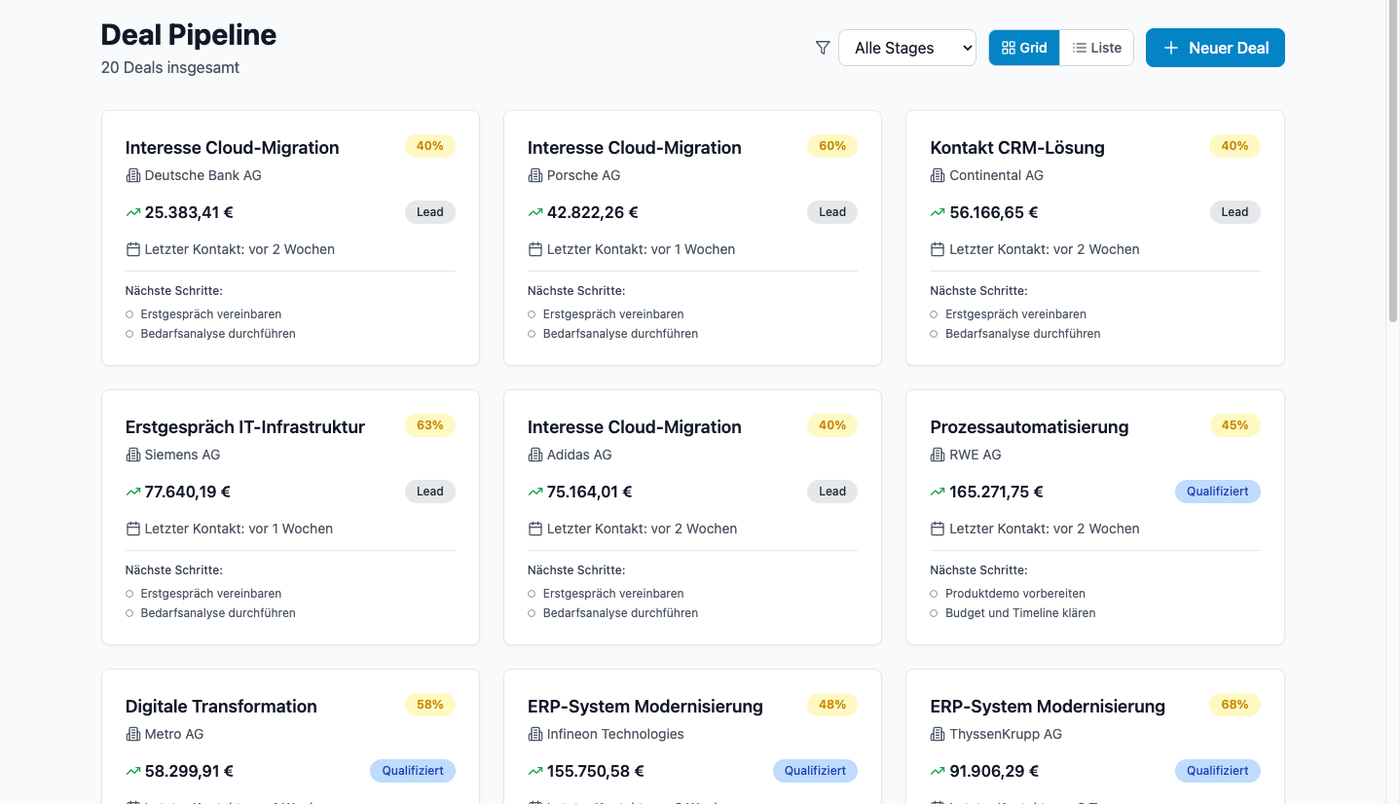 Deal Pipeline
20 Deals insgesamt
Alle Stages
Grid
Liste
Neuer Deal
Interesse Cloud-Migration
40%
Deutsche Bank AG
25.383,41 €
Lead
Letzter Kontakt: vor 2 Wochen
Nächste Schritte:
Erstgespräch vereinbaren
Bedarfsanalyse durchführen
Interesse Cloud-Migration
60%
Porsche AG
42.822,26 €
Lead
Letzter Kontakt: vor 1 Wochen
Nächste Schritte:
Erstgespräch vereinbaren
Bedarfsanalyse durchführen
Kontakt CRM-Lösung
40%
Continental AG
56.166,65 €
Lead
Letzter Kontakt: vor 2 Wochen
Nächste Schritte:
Erstgespräch vereinbaren
Bedarfsanalyse durchführen
Erstgespräch IT-Infrastruktur
63%
Siemens AG
77.640,19 €
Lead
Letzter Kontakt: vor 1 Wochen
Nächste Schritte:
Erstgespräch vereinbaren
Bedarfsanalyse durchführen
Interesse Cloud-Migration
40%
Adidas AG
75.164,01 €
Lead
Letzter Kontakt: vor 2 Wochen
Nächste Schritte:
Erstgespräch vereinbaren
Bedarfsanalyse durchführen
Prozessautomatisierung
45%
RWE AG
165.271,75 €
Qualifiziert
Letzter Kontakt: vor 2 Wochen
Nächste Schritte:
Produktdemo vorbereiten
Budget und Timeline klären
Digitale Transformation
58%
Metro AG
58.299,91 €
Qualifiziert
ERP-System Modernisierung
48%
Infineon Technologies
155.750,58 €
Qualifiziert
ERP-System Modernisierung
68%
ThyssenKrupp AG
91.906,29 €
Qualifiziert